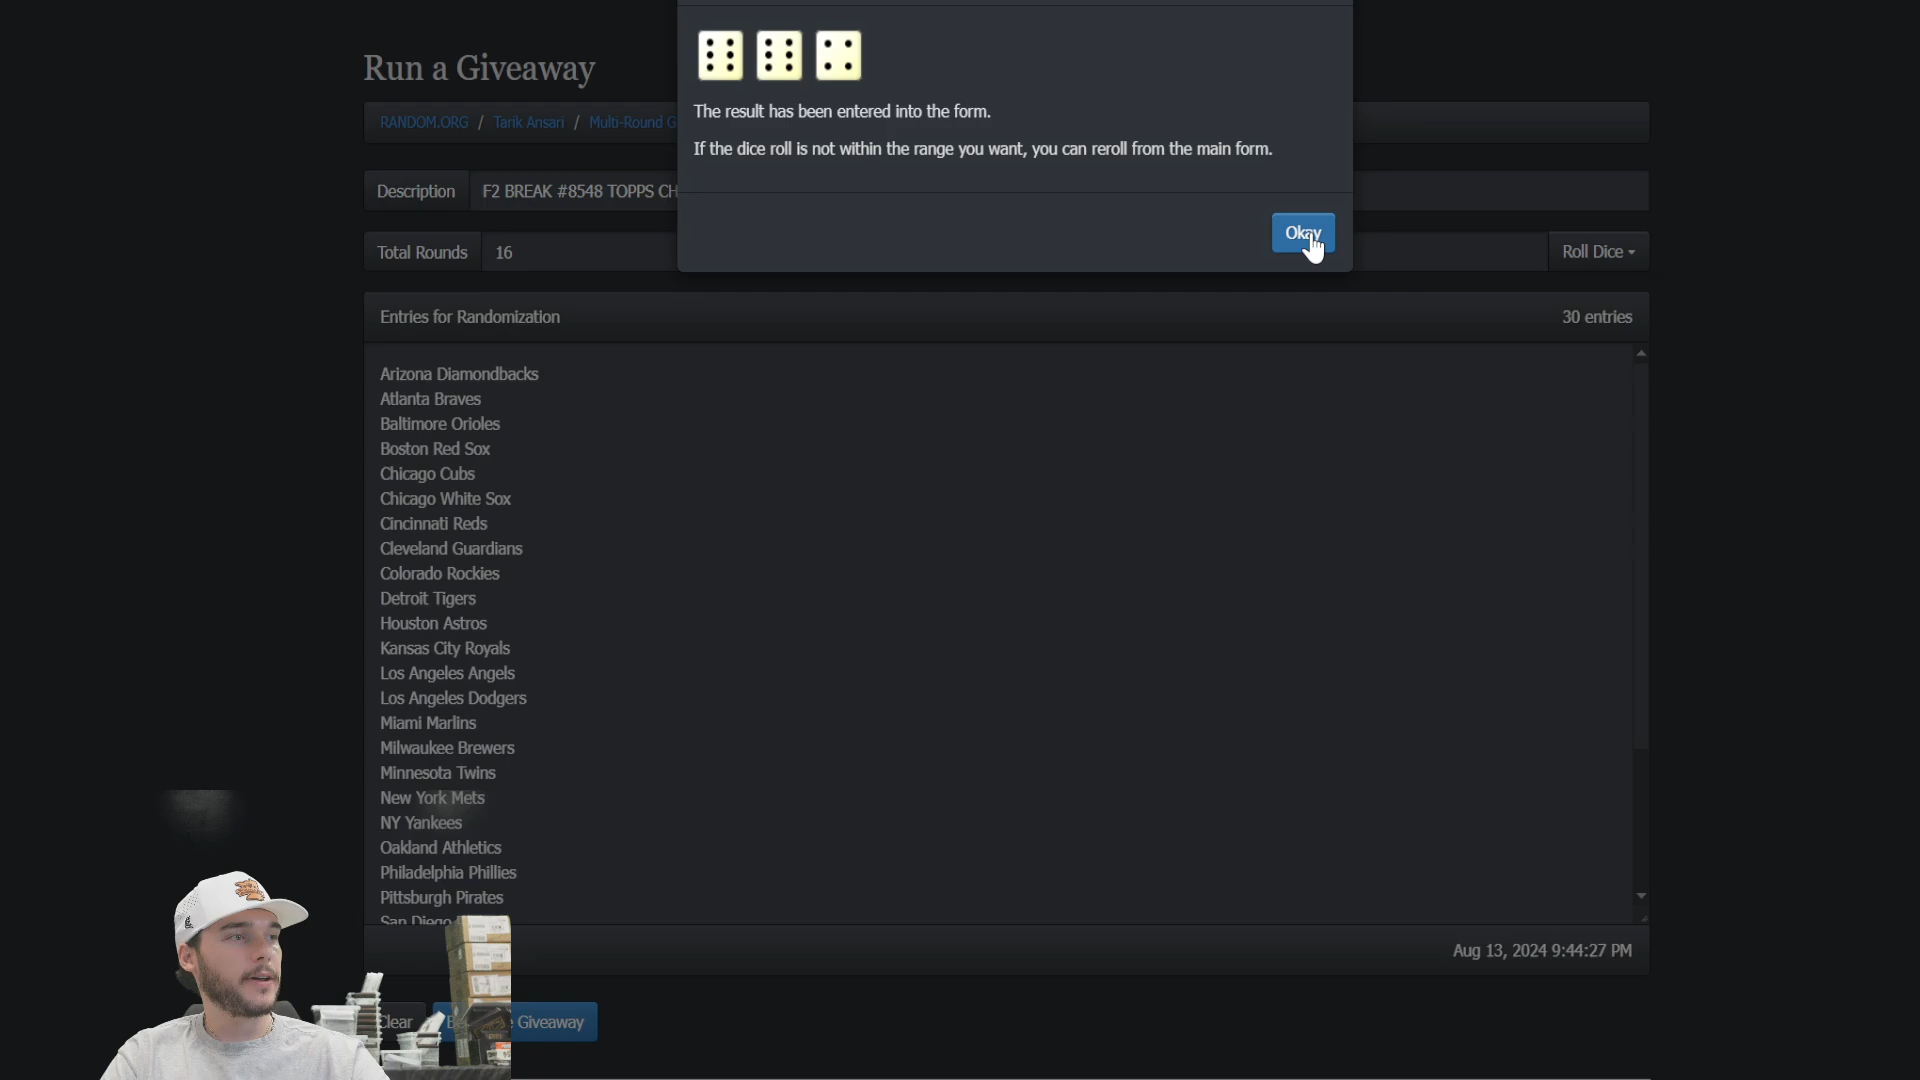 Run a Giveaway
RANDOM.ORG / Tarik Ansari / Multi-Round G
The result has been entered into the form.
If the dice roll is not within the range you want, you can reroll from the main form.
Okay
Description F2 BREAK #8548 TOPPS CH
Total Rounds 16 Roll Dice
Entries for Randomization 30 entries
Arizona Diamondbacks
Atlanta Braves
Baltimore Orioles
Boston Red Sox
Chicago Cubs
Chicago White Sox
Cincinnati Reds
Cleveland Guardians
Colorado Rockies
Detroit Tigers
Houston Astros
Kansas City Royals
Los Angeles Angels
Los Angeles Dodgers
Miami Marlins
Milwaukee Brewers
Minnesota Twins
New York Mets
NY Yankees
Oakland Athletics
Philadelphia Phillies
Pittsburgh Pirates
San Diego
Aug 13, 2024 9:44:27 PM
Clear Giveaway